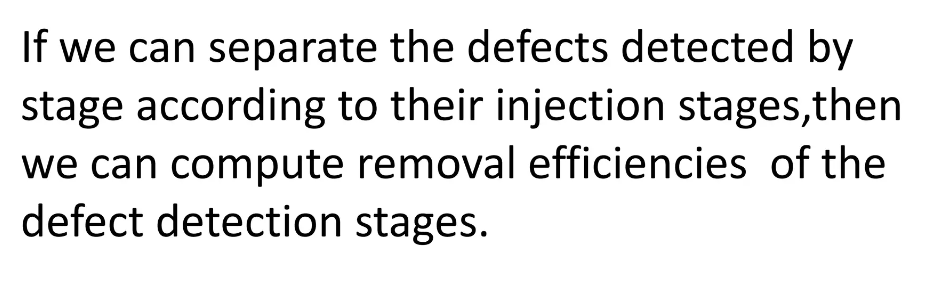 If we can separate the defects detected by
stage according to their injection stages,then
we can compute removal efficiencies  of the
defect detection stages.